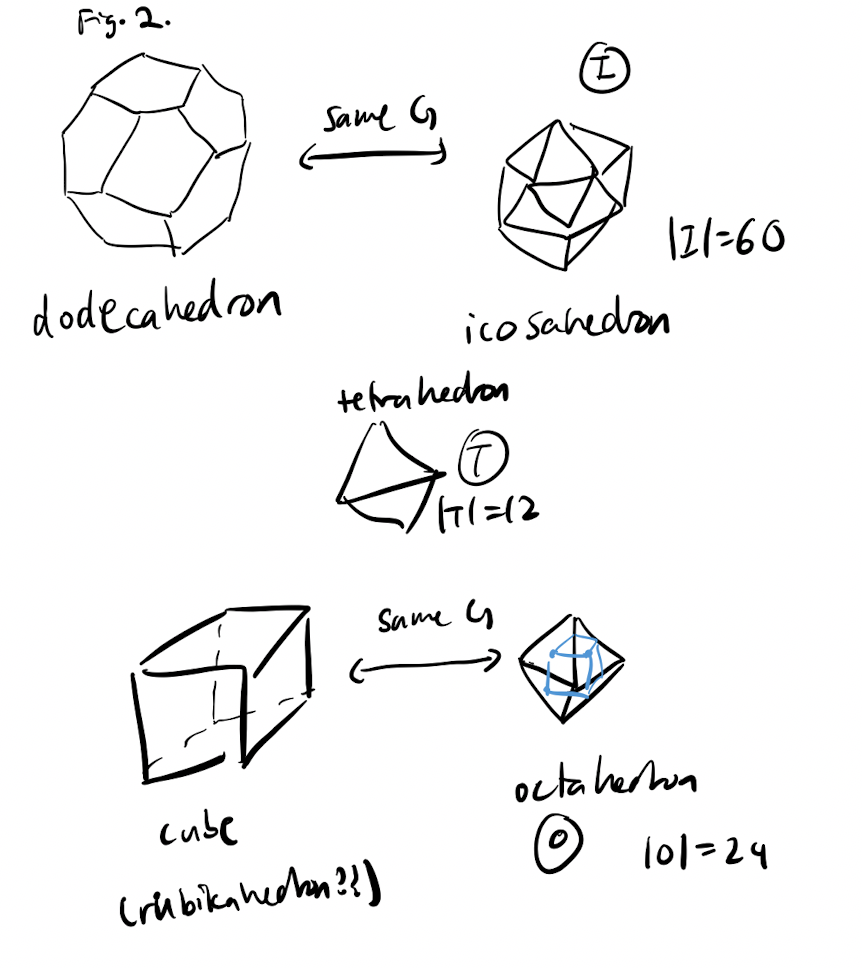 Fig. 2.
same G
I
|I|=60
dodecahedron
icosahedron
tetrahedron
T
|T|=12
same G
cube
octahedron
O
|O|=24
(rubikahedron?!)